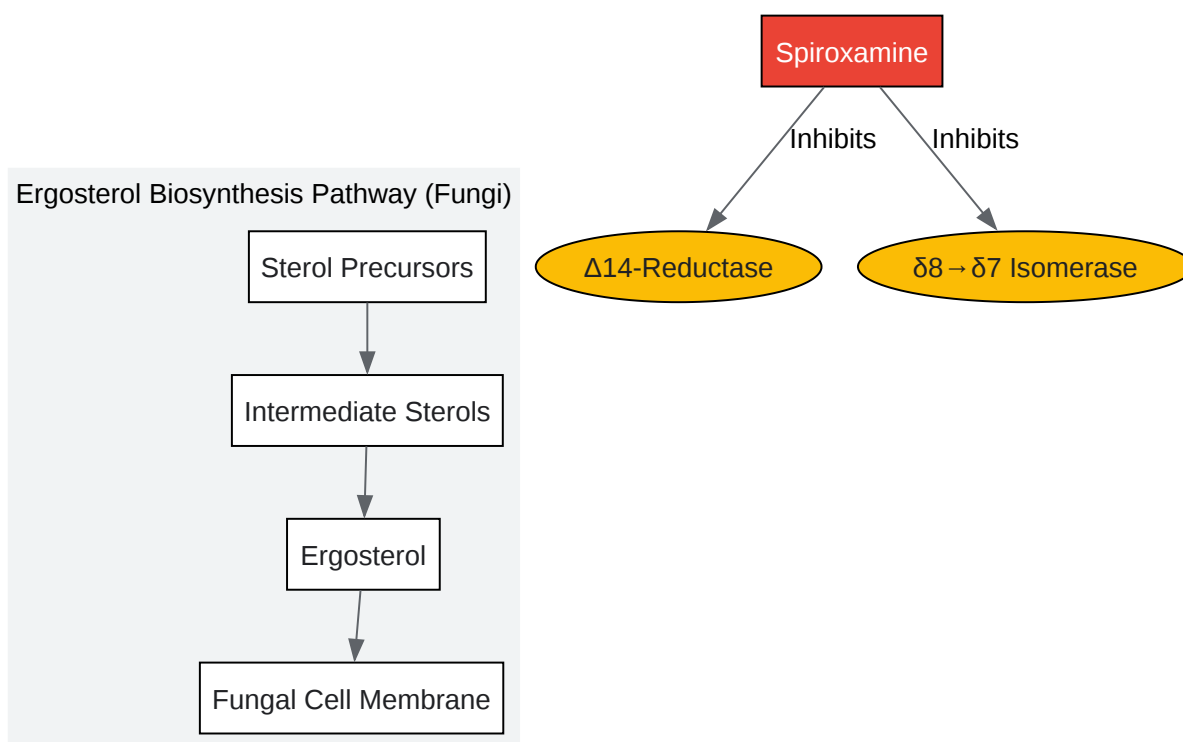 Spiroxamine
Inhibits
Inhibits
Ergosterol Biosynthesis Pathway (Fungi)
Sterol Precursors
Δ14-Reductase
δ8→δ7 Isomerase
Intermediate Sterols
Ergosterol
Fungal Cell Membrane